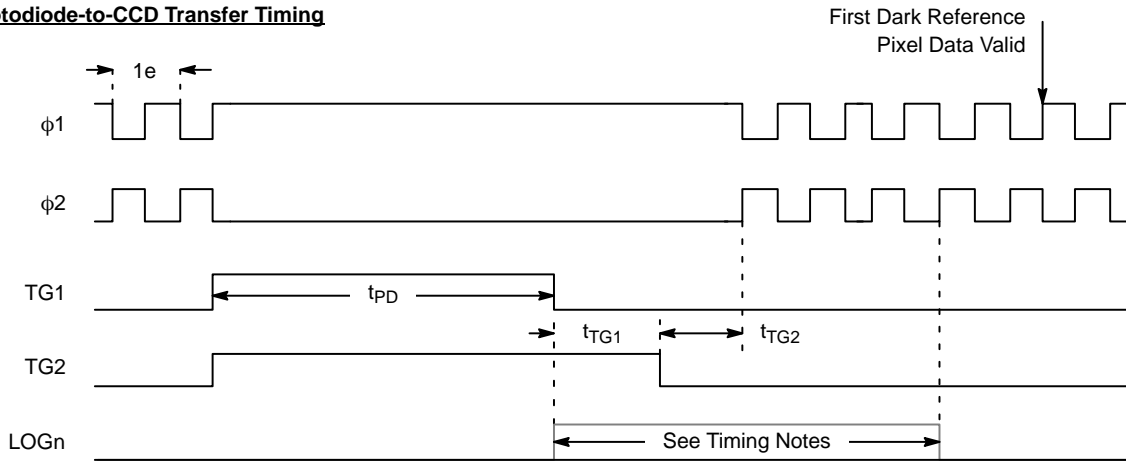 otodiode-to-CCD Transfer Timing
First Dark Reference
Pixel Data Valid
1e
ϕ1
ϕ2
TG1
tPD
tTG1
tTG2
TG2
LOGn
See Timing Notes